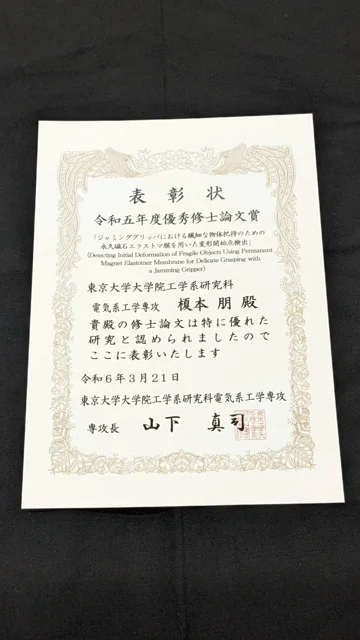 表彰状
令和五年度優秀修士論文賞
「ジャミンググリッパにおける繊細な物体把持のための
永久磁石エラストマ膜を用いた変形開始点検出」
(Detecting Initial Deformation of Fragile Objects Using Permanent
Magnet Elastomer Membrane for Delicate Grasping with
a Jamming Gripper)
東京大学大学院工学系研究科
電気系工学専攻 榎本 朋 殿
貴殿の修士論文は特に優れた
研究と認められましたので
ここに表彰いたします
令和6年3月21日
東京大学大学院工学系研究科電気系工学専攻
専攻長 山下 真司